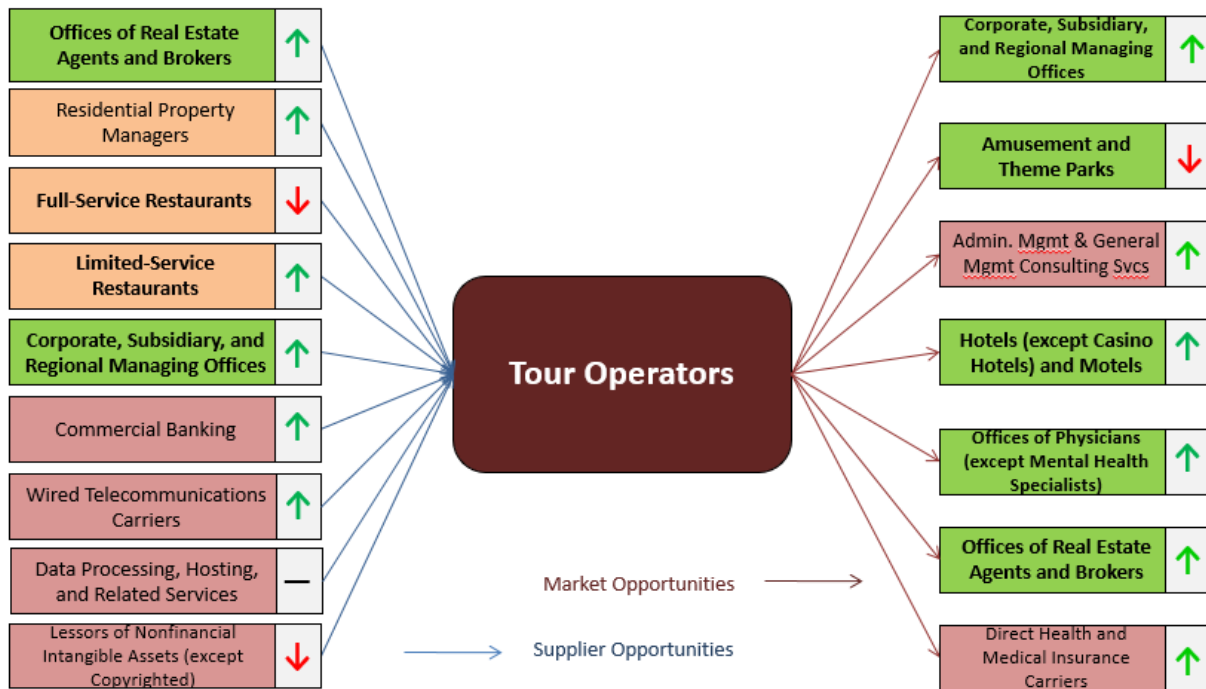 Offices of Real Estate
Agents and Brokers
Residential Property
Managers
Full-Service Restaurants
Limited-Service
Restaurants
Corporate, Subsidiary, and
Regional Managing Offices
Commercial Banking
Wired Telecommunications
Carriers
Data Processing, Hosting,
and Related Services
Lessors of Nonfinancial
Intangible Assets (except
Copyrighted)
Tour Operators
Market Opportunities
Supplier Opportunities
Corporate, Subsidiary,
and Regional Managing
Offices
Amusement and
Theme Parks
Admin. Mgmt & General
Mgmt Consulting Svcs
Hotels (except Casino
Hotels) and Motels
Offices of Physicians
(except Mental Health
Specialists)
Offices of Real Estate
Agents and Brokers
Direct Health and
Medical Insurance
Carriers